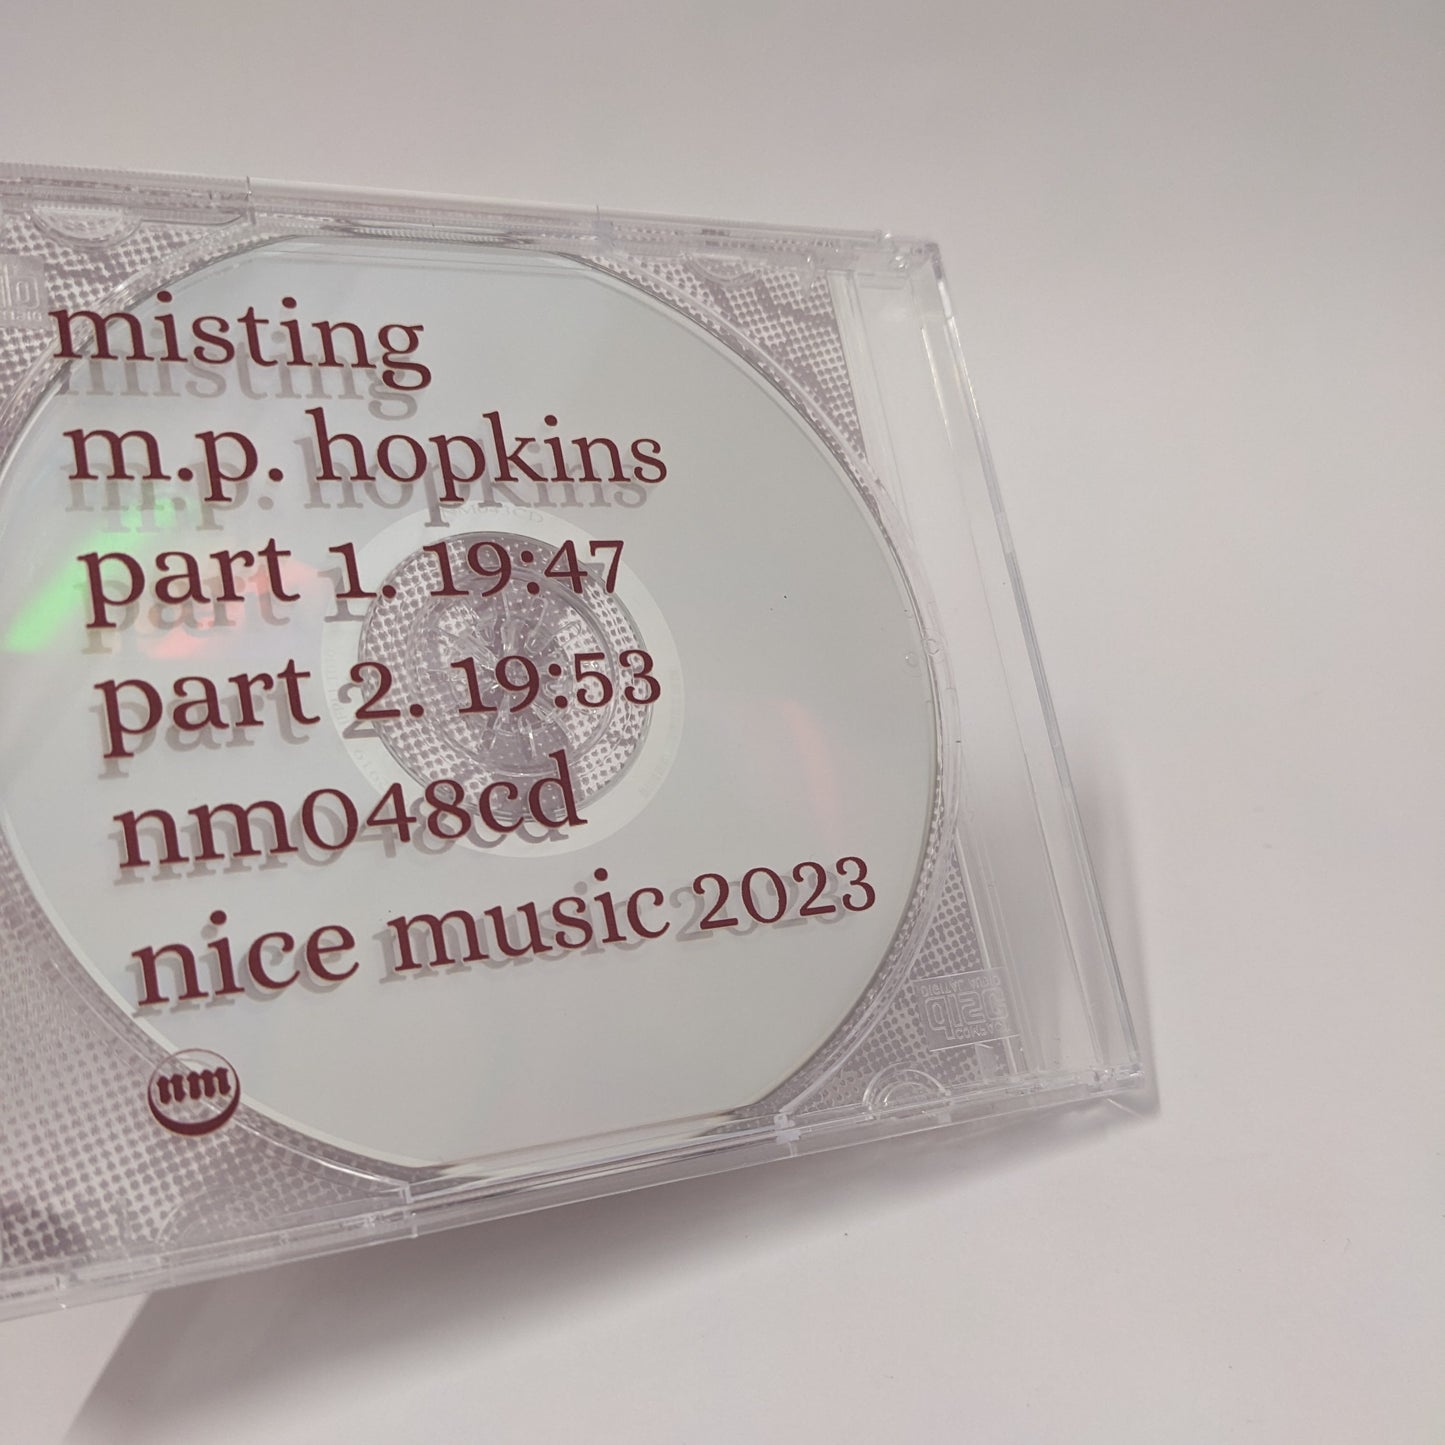 misting
m.p. hopkins
part 1. 19:47
part 2. 19:53
nm048cd
nice music 2023
nm